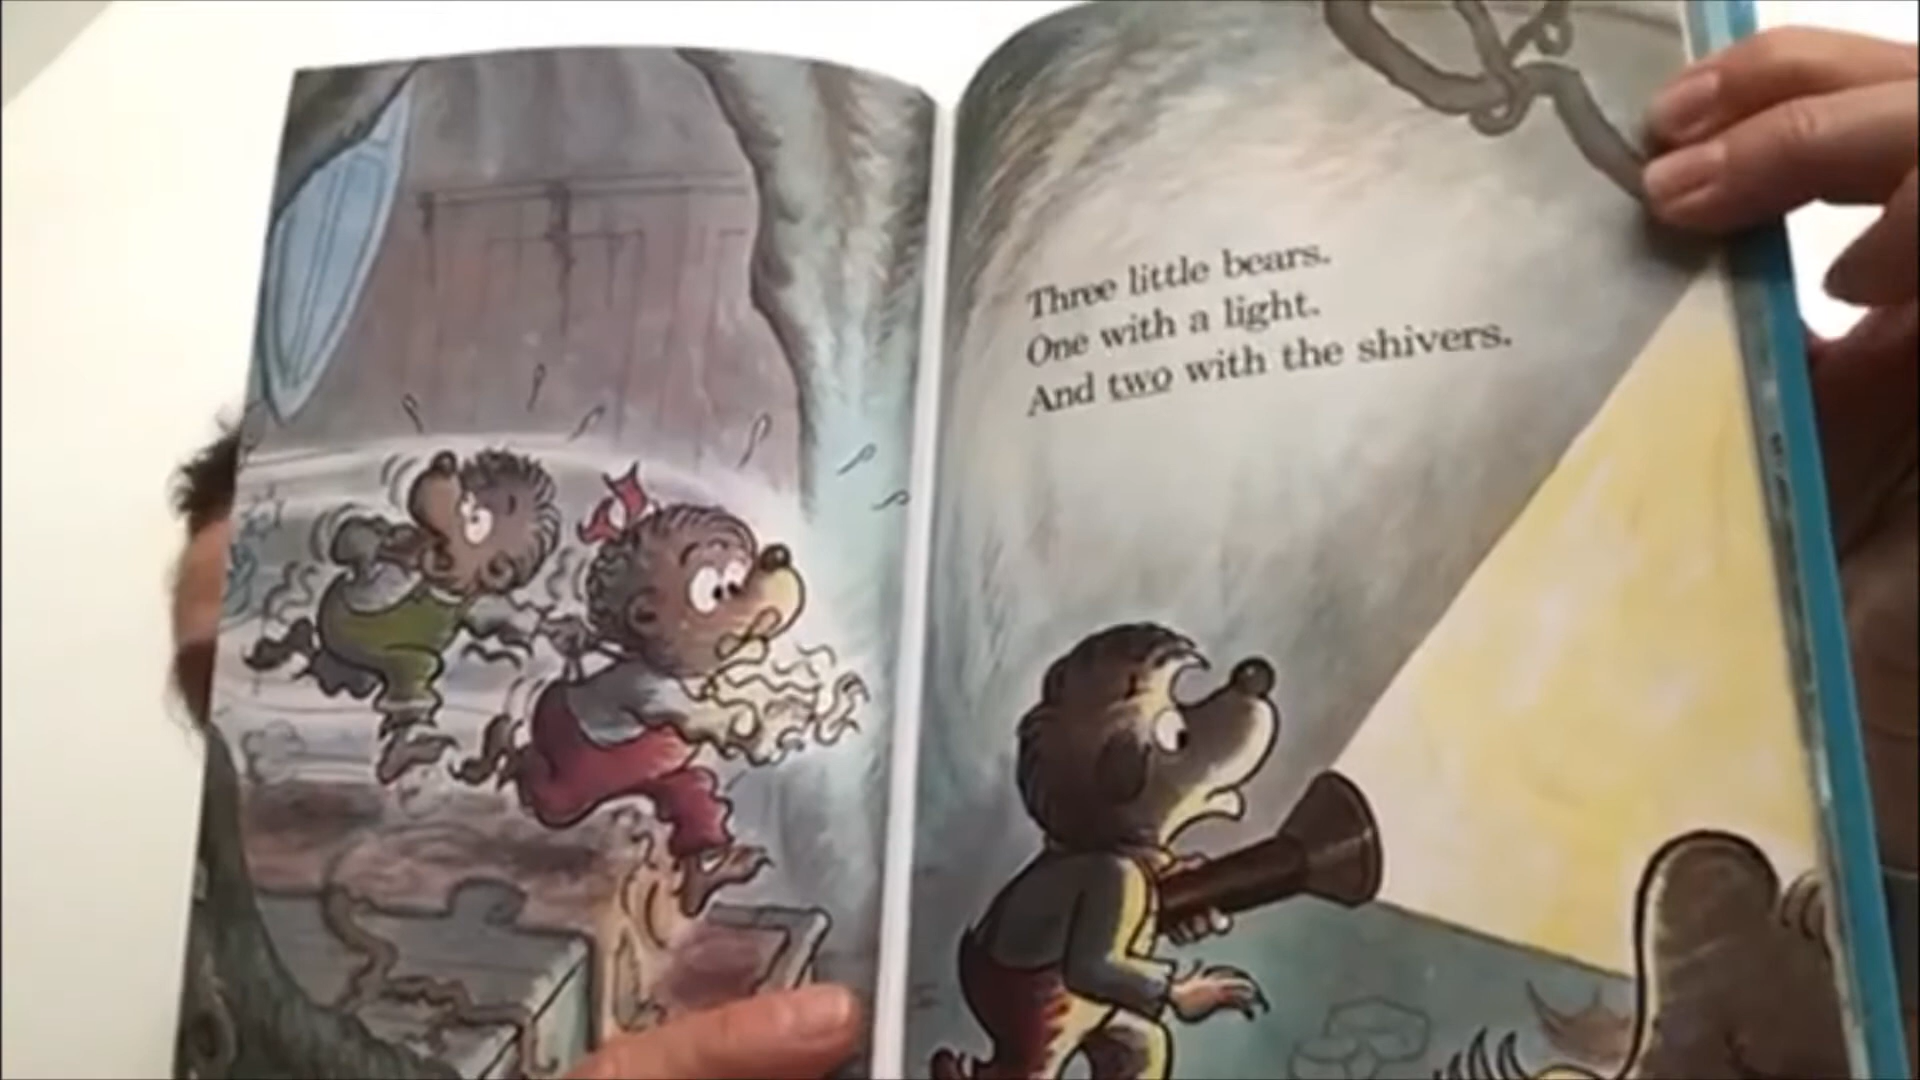 Three little bears.
One with a light.
And two with the shivers.